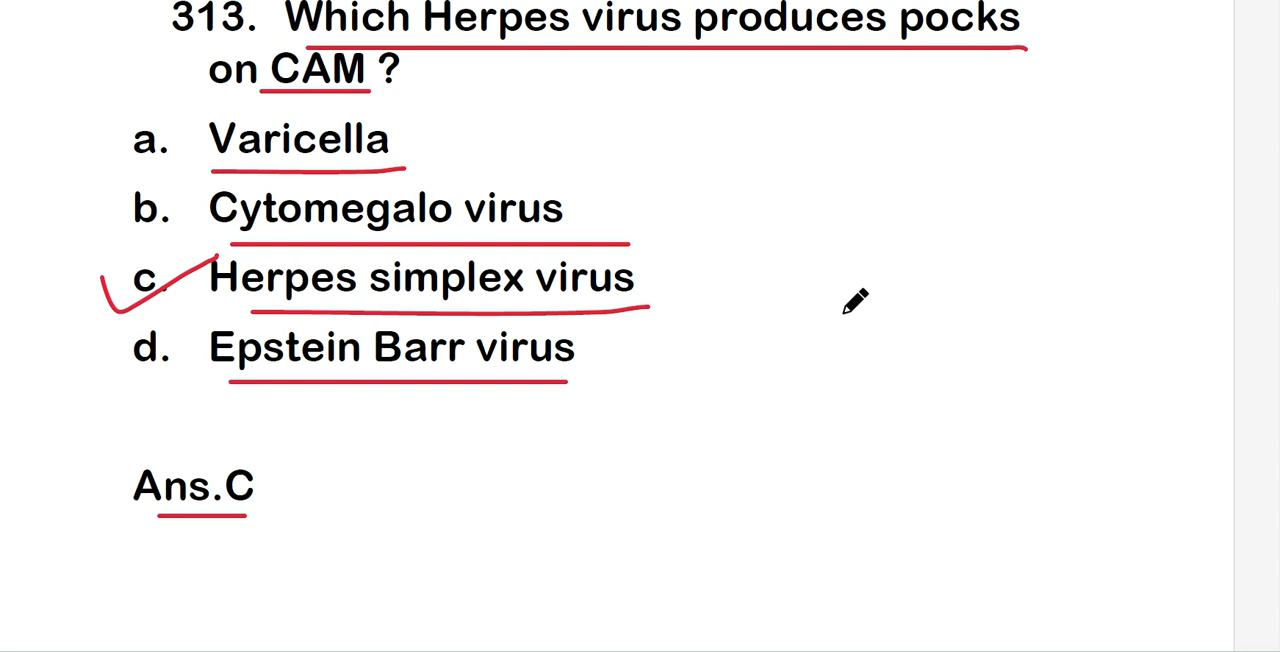 313. Which Herpes virus produces pocks
on CAM ?
a. Varicella
b. Cytomegalo virus
c. Herpes simplex virus
d. Epstein Barr virus
Ans.C